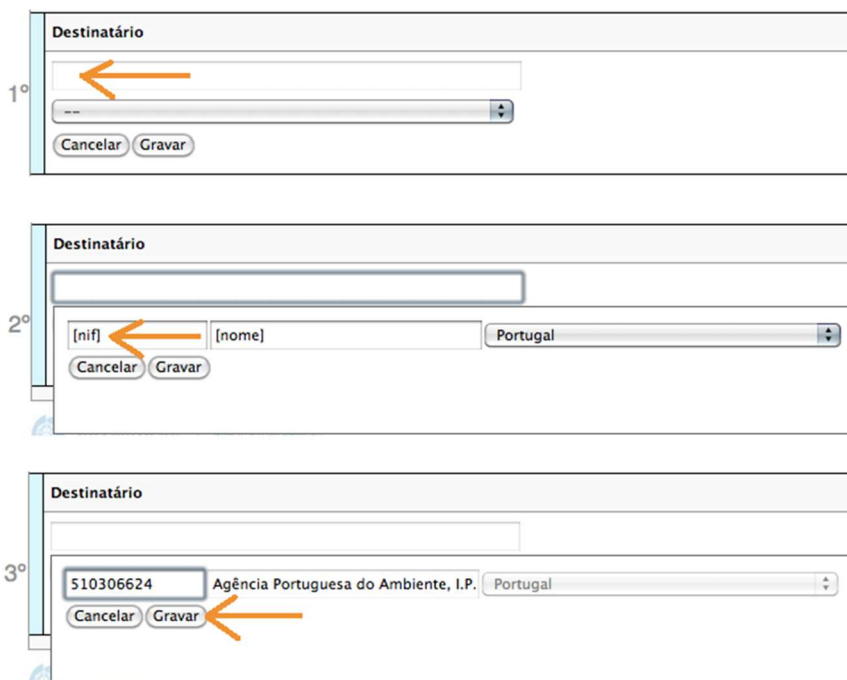 Destinatário
1º
--
Cancelar Gravar
Destinatário
2º
[nif] [nome] Portugal
Cancelar Gravar
Destinatário
3º
510306624 Agência Portuguesa do Ambiente, I.P. Portugal
Cancelar Gravar